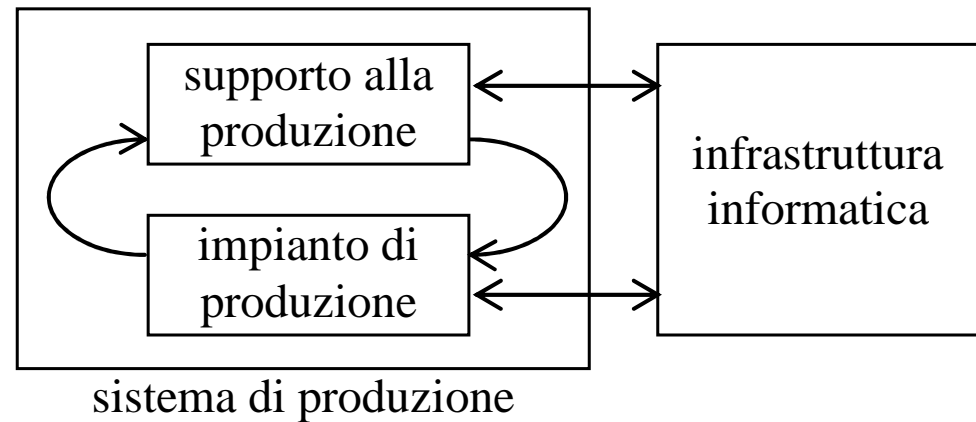 supporto alla
produzione
infrastruttura
informatica
impianto di
produzione
sistema di produzione